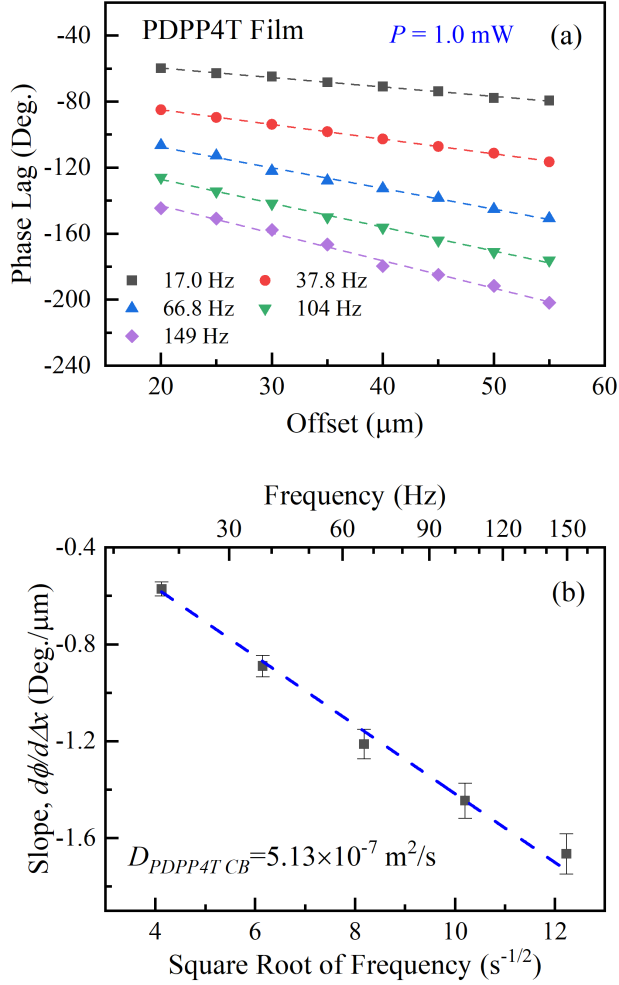 PDPP4T Film
P = 1.0 mW
(a)
-40
-80
-120
-160
-200
-240
Phase Lag (Deg.)
17.0 Hz
37.8 Hz
66.8 Hz
104 Hz
149 Hz
20
30
40
50
60
Offset (μm)
Frequency (Hz)
30
60
90
120
150
(b)
-0.4
-0.8
-1.2
-1.6
Slope, dϕ/dΔx (Deg./μm)
D_PDPP4T CB=5.13×10⁻⁷ m²/s
4
6
8
10
12
Square Root of Frequency (s⁻¹/²)